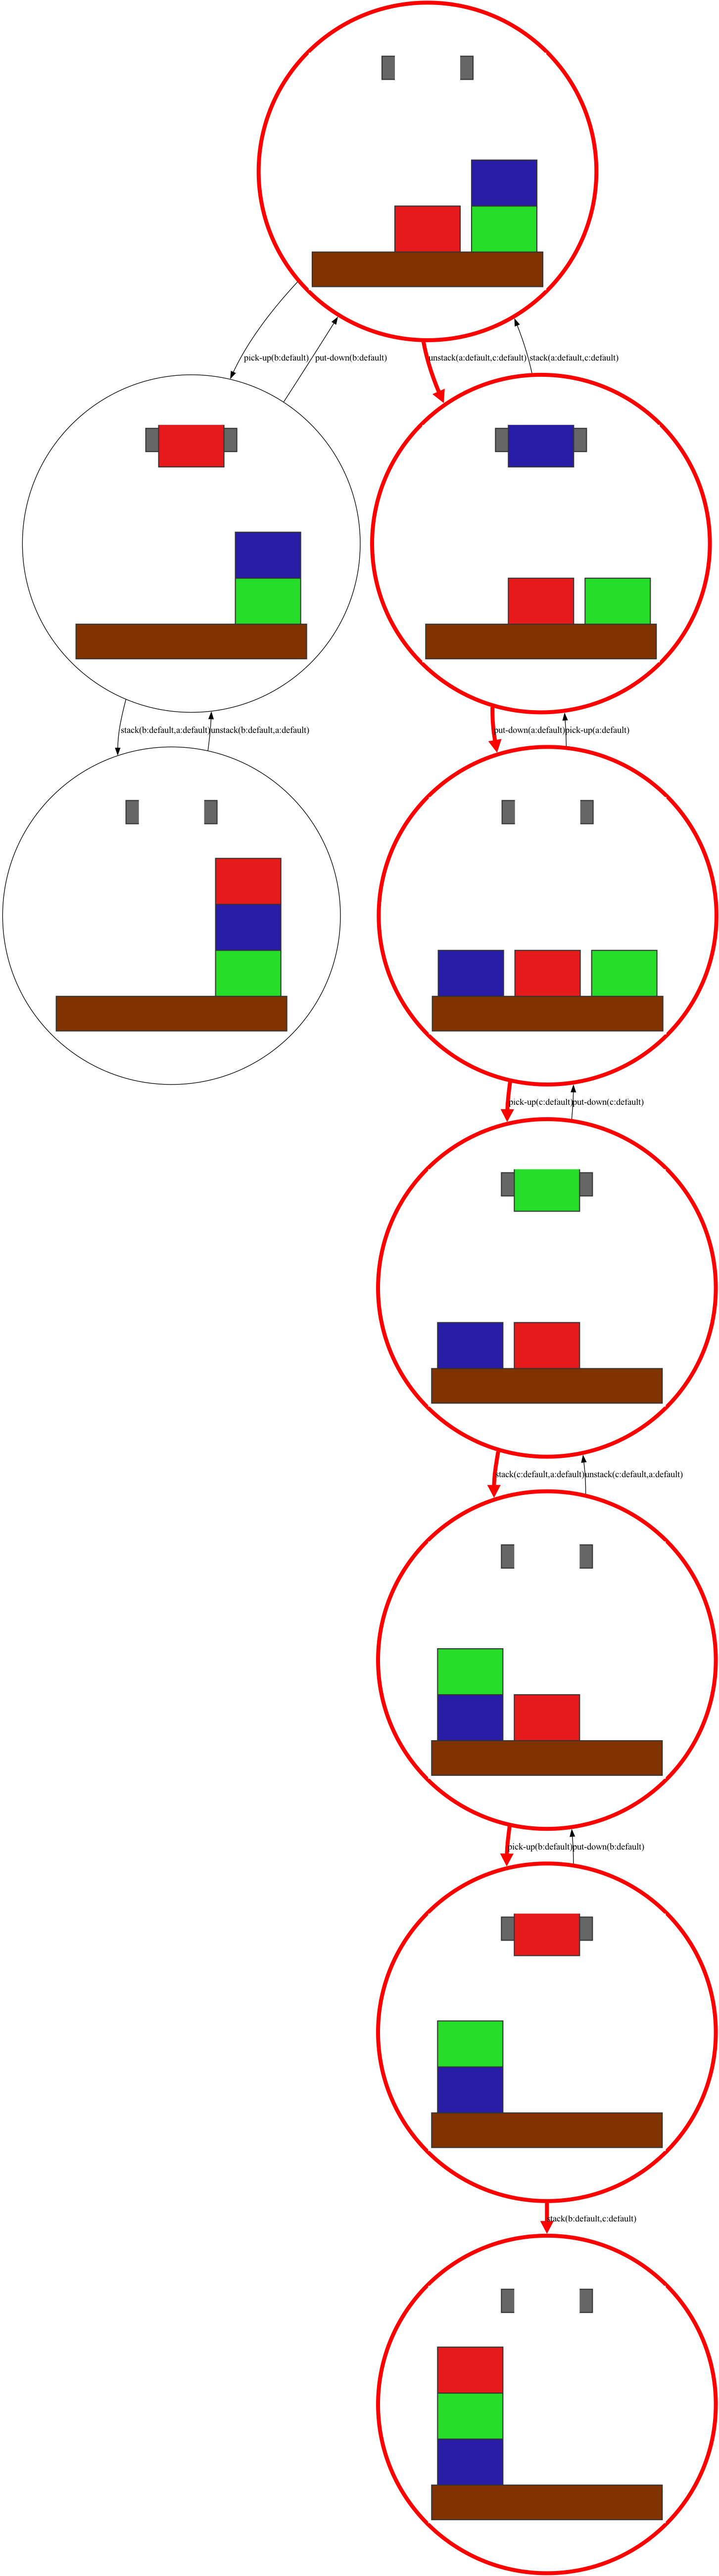 pick-up(b:default)
put-down(b:default)
unstack(a:default,c:default)
stack(a:default,c:default)
stack(b:default,a:default)
unstack(b:default,a:default)
put-down(a:default)
pick-up(a:default)
pick-up(c:default)
put-down(c:default)
stack(c:default,a:default)
unstack(c:default,a:default)
pick-up(b:default)
put-down(b:default)
stack(b:default,c:default)